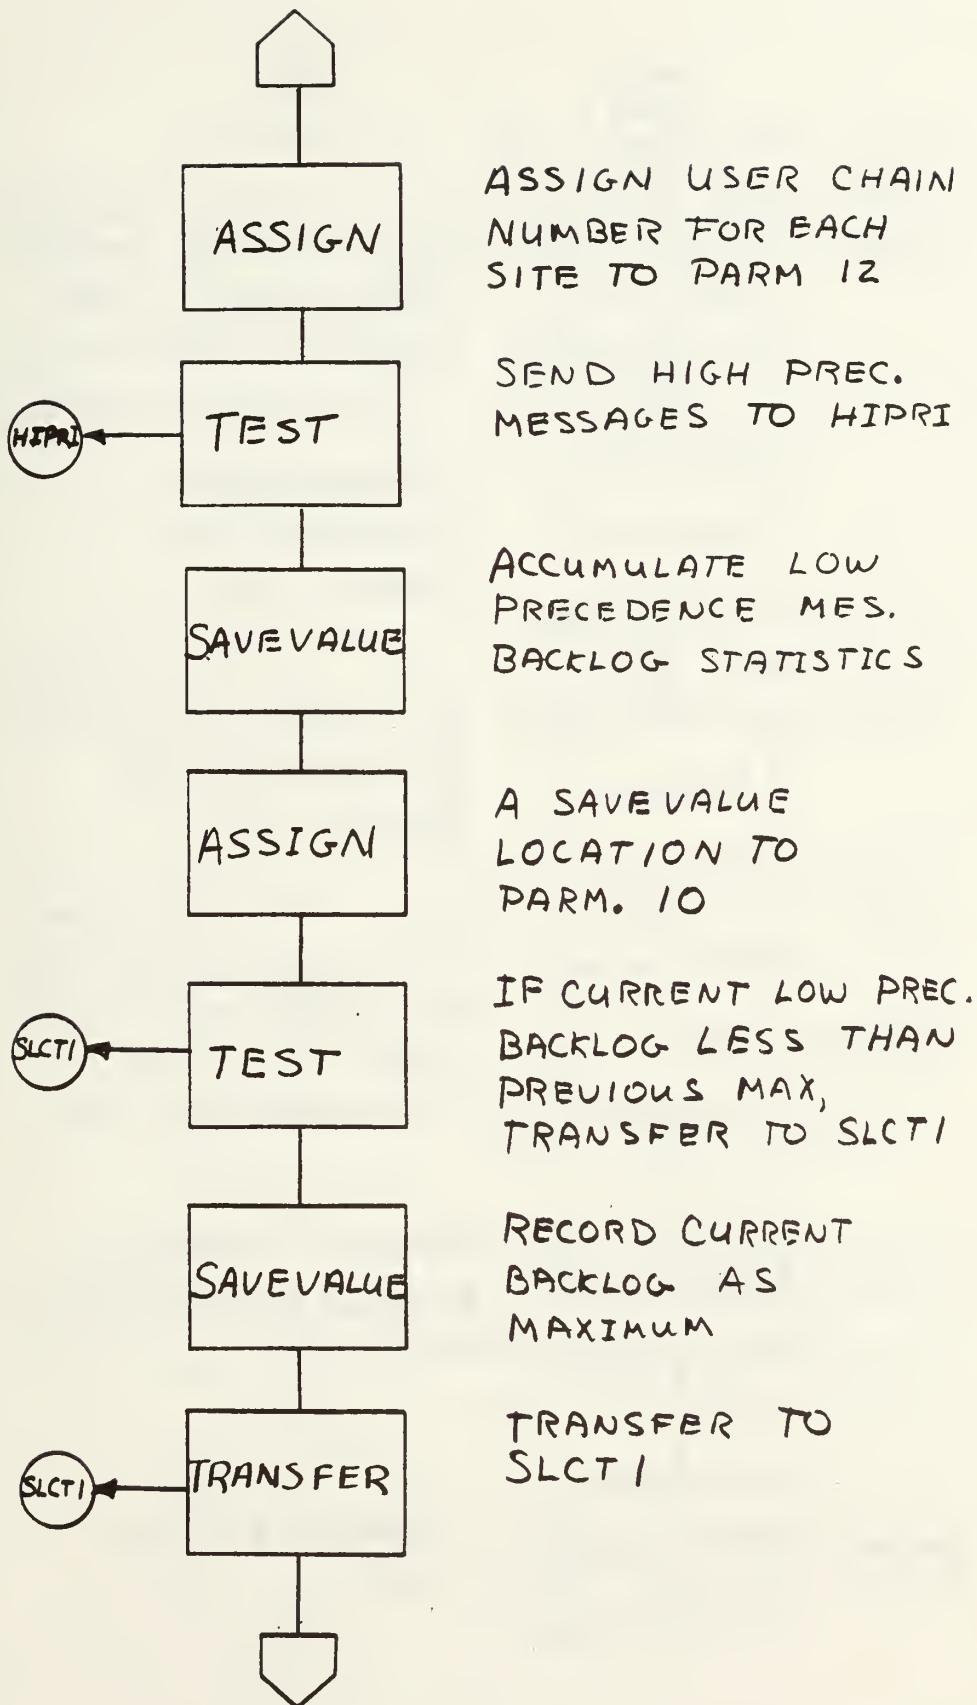 ASSIGN
ASSIGN USER CHAIN
NUMBER FOR EACH
SITE TO PARM 12
HIPRI
TEST
SEND HIGH PREC.
MESSAGES TO HIPRI
SAVEVALUE
ACCUMULATE LOW
PRECEDENCE MES.
BACKLOG STATISTICS
ASSIGN
A SAVEVALUE
LOCATION TO
PARM. 10
SLCT1
TEST
IF CURRENT LOW PREC.
BACKLOG LESS THAN
PREVIOUS MAX,
TRANSFER TO SLCT1
SAVEVALUE
RECORD CURRENT
BACKLOG AS
MAXIMUM
SLCT1
TRANSFER
TRANSFER TO
SLCT1